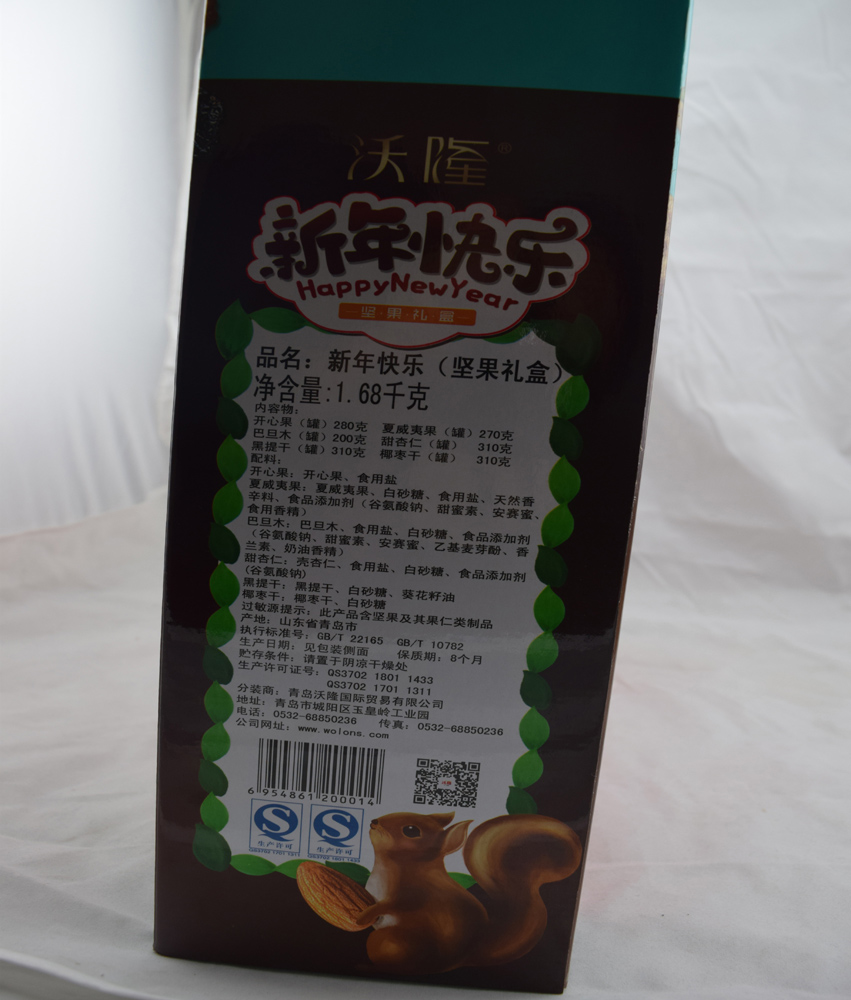 沃隆®
新年快乐
HappyNewYear
坚·果·礼·盒
品名：新年快乐（坚果礼盒）
净含量:1.68千克
内容物：
开心果（罐）280克 夏威夷果（罐）270克
巴旦木（罐）200克 甜杏仁（罐） 310克
黑提干（罐）310克 椰枣干（罐） 310克
配料：
开心果：开心果、食用盐
夏威夷果：夏威夷果、白砂糖、食用盐、天然香
辛料、食品添加剂（谷氨酸钠、甜蜜素、安赛蜜、
食用香精）
巴旦木：巴旦木、食用盐、白砂糖、食品添加剂
（谷氨酸钠、甜蜜素、安赛蜜、乙基麦芽酚、香
兰素、奶油香精）
甜杏仁：壳杏仁、食用盐、白砂糖、食品添加剂
(谷氨酸钠)
黑提干：黑提干、白砂糖、葵花籽油
椰枣干：椰枣干、白砂糖
过敏源提示：此产品含坚果及其果仁类制品
产地：山东省青岛市
执行标准号：GB/T 22165 GB/T 10782
生产日期：见包装侧面 保质期：8个月
贮存条件：请置于阴凉干燥处
生产许可证号：QS3702 1801 1433
QS3702 1701 1311
分装商：青岛沃隆国际贸易有限公司
地址：青岛市城阳区玉皇岭工业园
电话：0532-68850236 传真：0532-68850236
公司网址：www.wolons.com
6 954861 200014
生产许可 生产许可